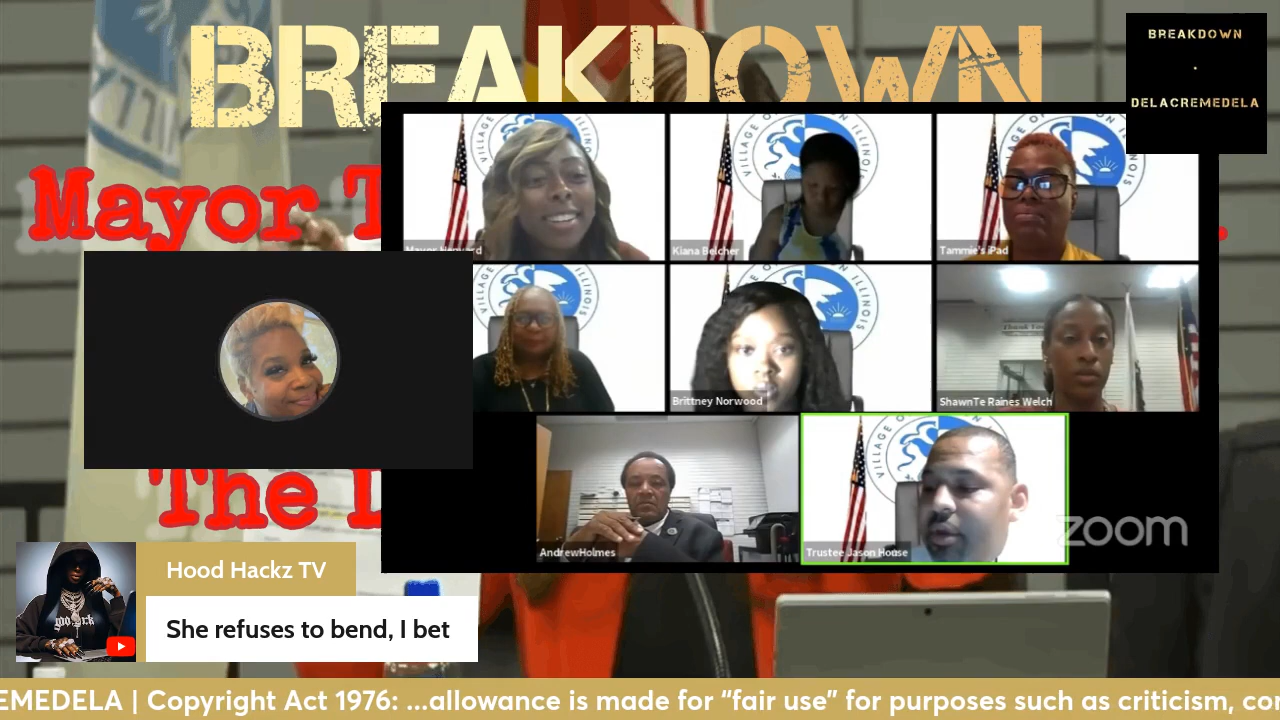 BREAKDOWN
BREAKDOWN
DELACREMEDELA
Mayor T
Mayor Henyard
Kiana Belcher
Tammie's iPad
Brittney Norwood
ShawnTe Raines Welch
AndrewHolmes
Trustee Jason House
zoom
The
Hood Hackz TV
She refuses to bend, I bet
EMEDELA | Copyright Act 1976: ...allowance is made for “fair use” for purposes such as criticism, co